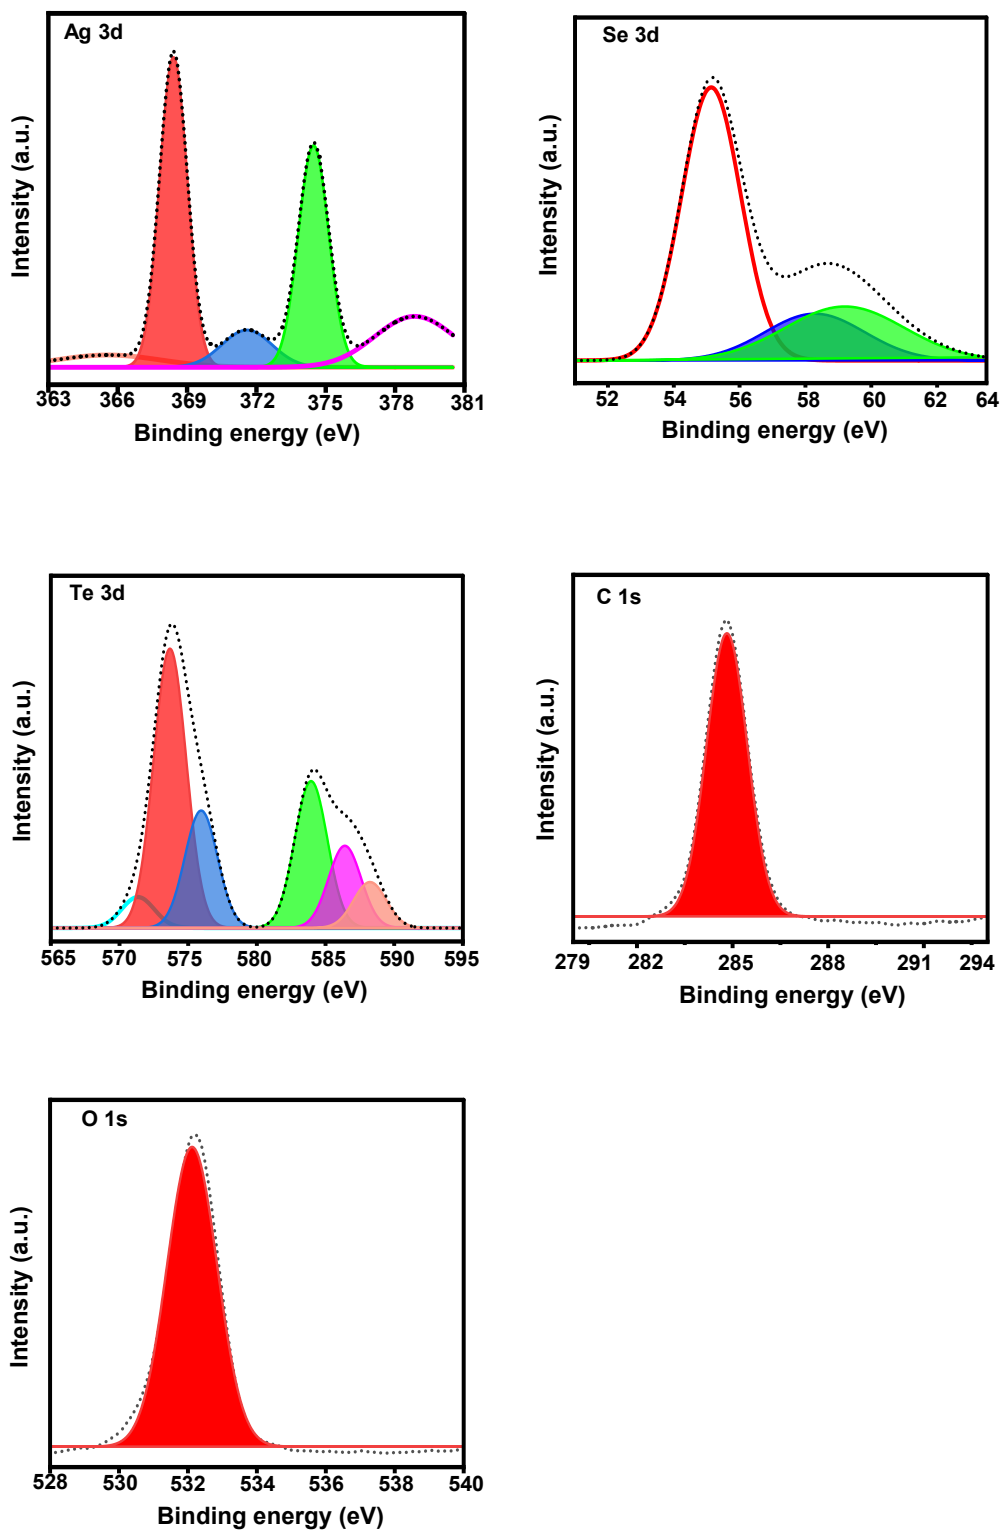 Ag 3d
Intensity (a.u.)
363 366 369 372 375 378 381
Binding energy (eV)
Se 3d
Intensity (a.u.)
52 54 56 58 60 62 64
Binding energy (eV)
Te 3d
Intensity (a.u.)
565 570 575 580 585 590 595
Binding energy (eV)
C 1s
Intensity (a.u.)
279 282 285 288 291 294
Binding energy (eV)
O 1s
Intensity (a.u.)
528 530 532 534 536 538 540
Binding energy (eV)